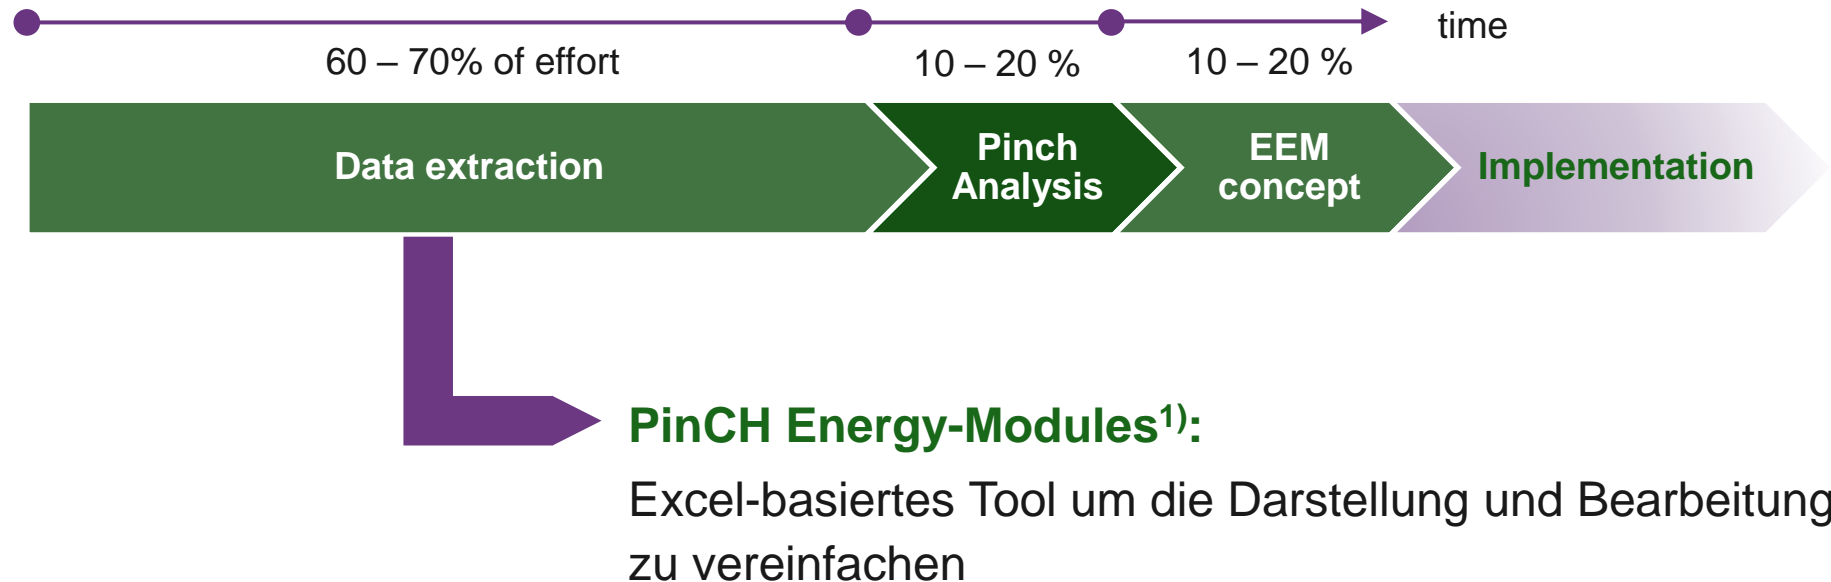 time
60 – 70% of effort
10 – 20 %
10 – 20 %
Data extraction
Pinch
Analysis
EEM
concept
Implementation
PinCH Energy-Modules1):
Excel-basiertes Tool um die Darstellung und Bearbeitung
zu vereinfachen